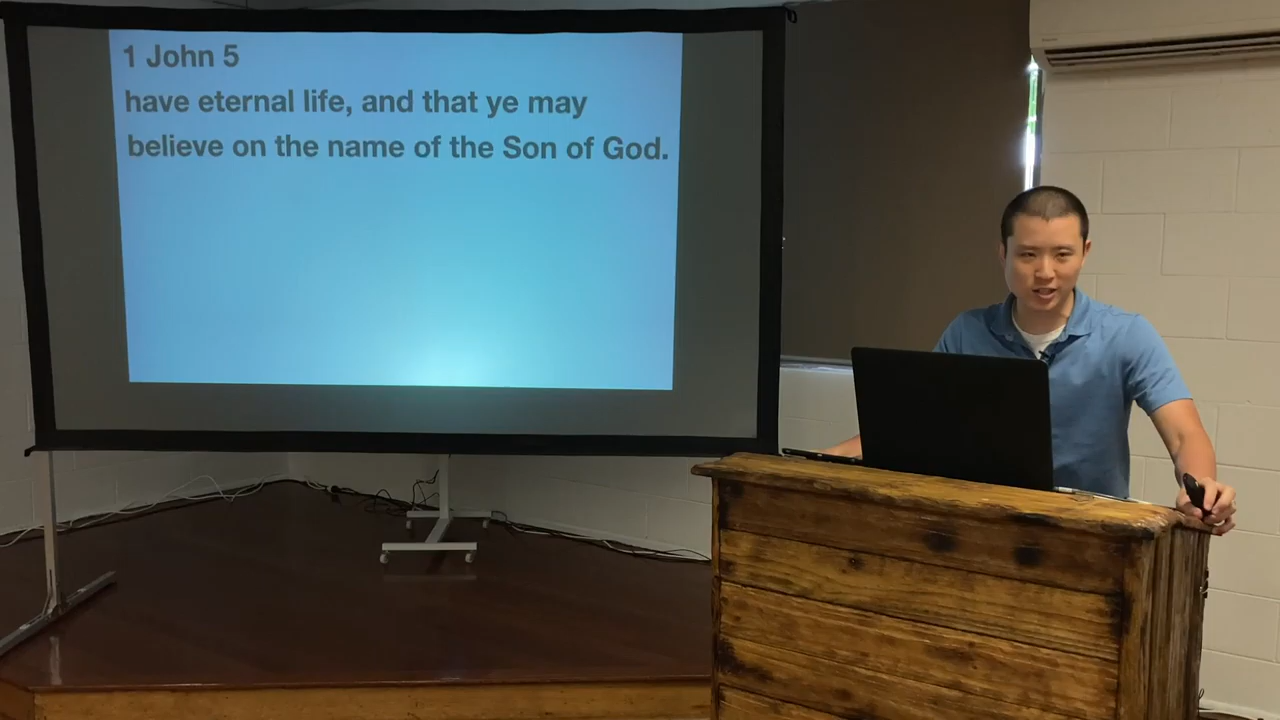 1 John 5
have eternal life, and that ye may
believe on the name of the Son of God.